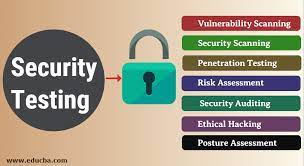 Security
Testing
Vulnerability Scanning
Security Scanning
Penetration Testing
Risk Assessment
Security Auditing
Ethical Hacking
Posture Assessment
www.educba.com